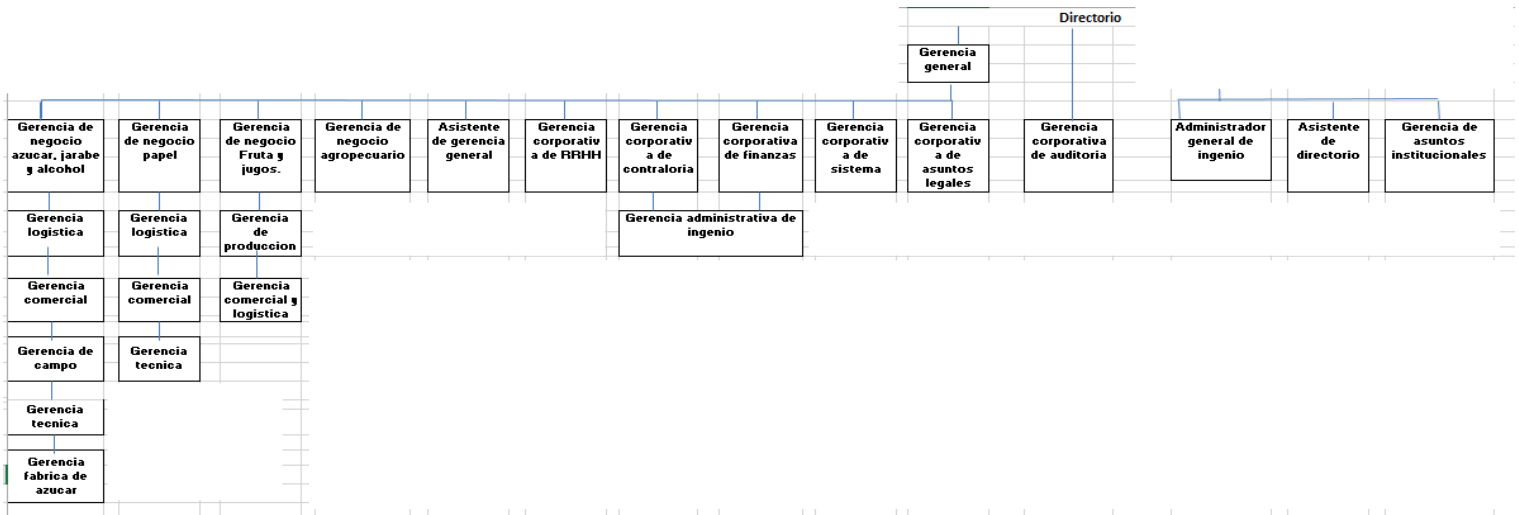 Directorio
Gerencia
general
Gerencia de
negocio
azucar, jarabe
y alcohol
Gerencia
de negocio
papel
Gerencia
de negocio
Fruta y
jugos.
Gerencia de
negocio
agropecuario
Asistente
de gerencia
general
Gerencia
corporativ
a de RRHH
Gerencia
corporativ
a de
contraloria
Gerencia
corporativa
de finanzas
Gerencia
corporativ
a de
sistema
Gerencia
corporativ
a de
asuntos
legales
Gerencia
corporativa
de auditoria
Administrador
general de
ingenio
Asistente
de
directorio
Gerencia de
asuntos
institucionales
Gerencia
logistica
Gerencia
logistica
Gerencia
de
produccion
Gerencia administrativa de
ingenio
Gerencia
comercial
Gerencia
comercial
Gerencia
comercial y
logistica
Gerencia de
campo
Gerencia
tecnica
Gerencia
tecnica
Gerencia
fabrica de
azucar